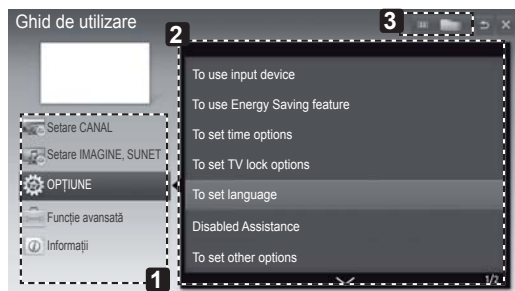 Ghid de utilizare
3
2
To use input device
To use Energy Saving feature
To set time options
To set TV lock options
To set language
Disabled Assistance
To set other options
1/2
Setare CANAL
Setare IMAGINE, SUNET
OPȚIUNE
Funcție avansată
Informații
1